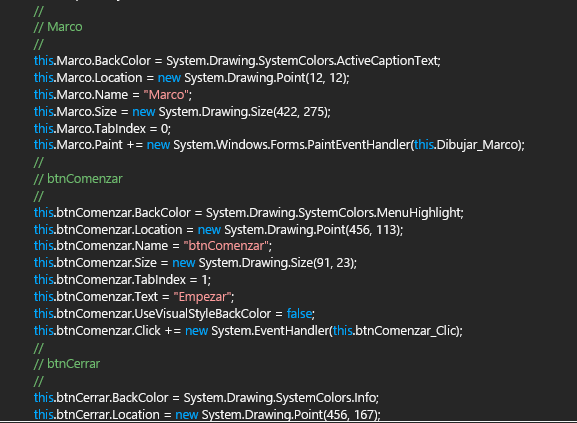 //
// Marco
//
this.Marco.BackColor = System.Drawing.SystemColors.ActiveCaptionText;
this.Marco.Location = new System.Drawing.Point(12, 12);
this.Marco.Name = "Marco";
this.Marco.Size = new System.Drawing.Size(422, 275);
this.Marco.TabIndex = 0;
this.Marco.Paint += new System.Windows.Forms.PaintEventHandler(this.Dibujar_Marco);
//
// btnComenzar
//
this.btnComenzar.BackColor = System.Drawing.SystemColors.MenuHighlight;
this.btnComenzar.Location = new System.Drawing.Point(456, 113);
this.btnComenzar.Name = "btnComenzar";
this.btnComenzar.Size = new System.Drawing.Size(91, 23);
this.btnComenzar.TabIndex = 1;
this.btnComenzar.Text = "Empezar";
this.btnComenzar.UseVisualStyleBackColor = false;
this.btnComenzar.Click += new System.EventHandler(this.btnComenzar_Clic);
//
// btnCerrar
//
this.btnCerrar.BackColor = System.Drawing.SystemColors.Info;
this.btnCerrar.Location = new System.Drawing.Point(456, 167);